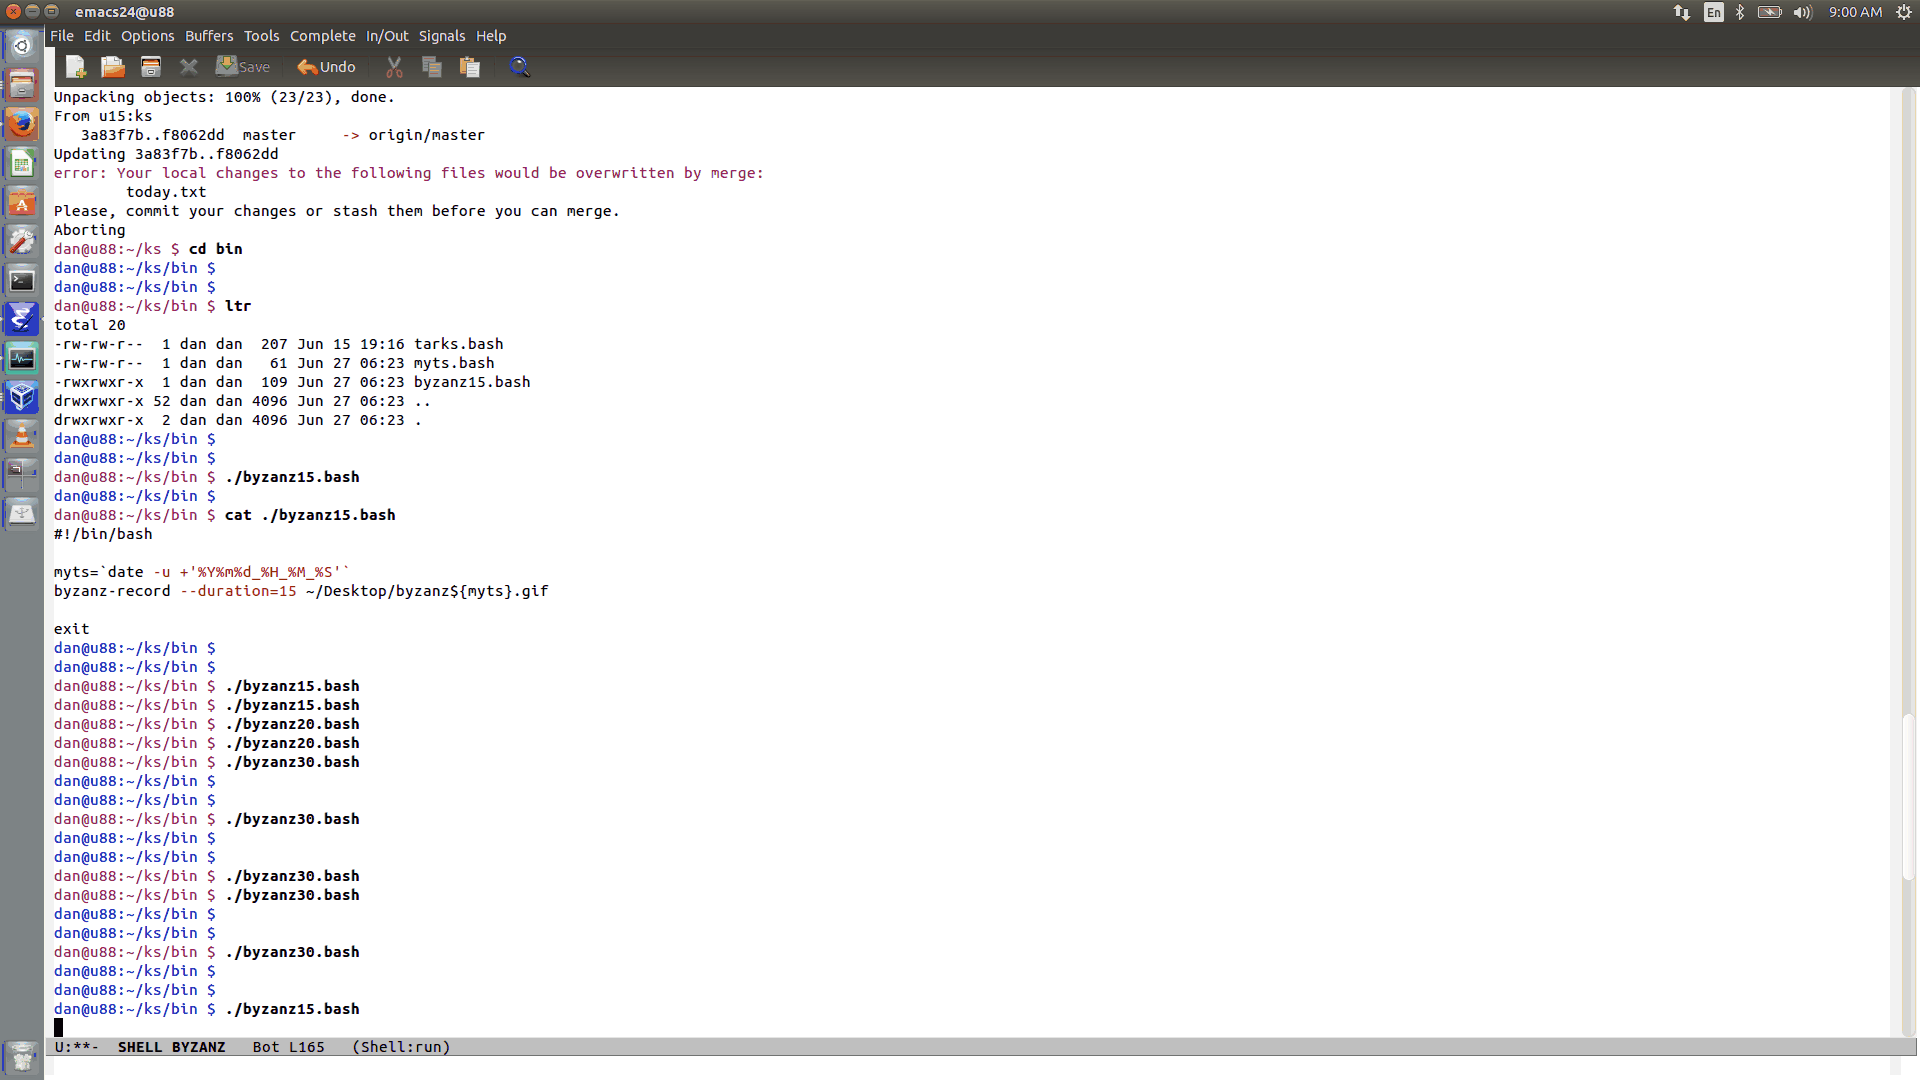 emacs24@u88
En
9:00 AM
File Edit Options Buffers Tools Complete In/Out Signals Help
Save
Undo
Unpacking objects: 100% (23/23), done.
From u15:ks
   3a83f7b..f8062dd  master     -> origin/master
Updating 3a83f7b..f8062dd
error: Your local changes to the following files would be overwritten by merge:
        today.txt
Please, commit your changes or stash them before you can merge.
Aborting
dan@u88:~/ks $ cd bin
dan@u88:~/ks/bin $
dan@u88:~/ks/bin $
dan@u88:~/ks/bin $ ltr
total 20
-rw-rw-r--  1 dan dan  207 Jun 15 19:16 tarks.bash
-rw-rw-r--  1 dan dan   61 Jun 27 06:23 myts.bash
-rwxrwxr-x  1 dan dan  109 Jun 27 06:23 byzanz15.bash
drwxrwxr-x 52 dan dan 4096 Jun 27 06:23 ..
drwxrwxr-x  2 dan dan 4096 Jun 27 06:23 .
dan@u88:~/ks/bin $
dan@u88:~/ks/bin $
dan@u88:~/ks/bin $ ./byzanz15.bash
dan@u88:~/ks/bin $
dan@u88:~/ks/bin $ cat ./byzanz15.bash
#!/bin/bash
myts=`date -u +'%Y%m%d_%H_%M_%S'`
byzanz-record --duration=15 ~/Desktop/byzanz${myts}.gif
exit
dan@u88:~/ks/bin $
dan@u88:~/ks/bin $
dan@u88:~/ks/bin $ ./byzanz15.bash
dan@u88:~/ks/bin $ ./byzanz15.bash
dan@u88:~/ks/bin $ ./byzanz20.bash
dan@u88:~/ks/bin $ ./byzanz20.bash
dan@u88:~/ks/bin $ ./byzanz30.bash
dan@u88:~/ks/bin $
dan@u88:~/ks/bin $
dan@u88:~/ks/bin $ ./byzanz30.bash
dan@u88:~/ks/bin $
dan@u88:~/ks/bin $
dan@u88:~/ks/bin $ ./byzanz30.bash
dan@u88:~/ks/bin $ ./byzanz30.bash
dan@u88:~/ks/bin $
dan@u88:~/ks/bin $
dan@u88:~/ks/bin $ ./byzanz30.bash
dan@u88:~/ks/bin $
dan@u88:~/ks/bin $
dan@u88:~/ks/bin $ ./byzanz15.bash
U:**-  SHELL BYZANZ   Bot L165   (Shell:run)